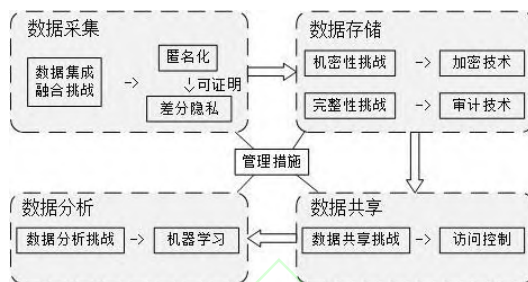 数据采集
数据集成
融合挑战
->
匿名化
可证明
差分隐私
数据存储
机密性挑战 -> 加密技术
完整性挑战 -> 审计技术
管理措施
数据分析
数据分析挑战 -> 机器学习
数据共享
数据共享挑战 -> 访问控制